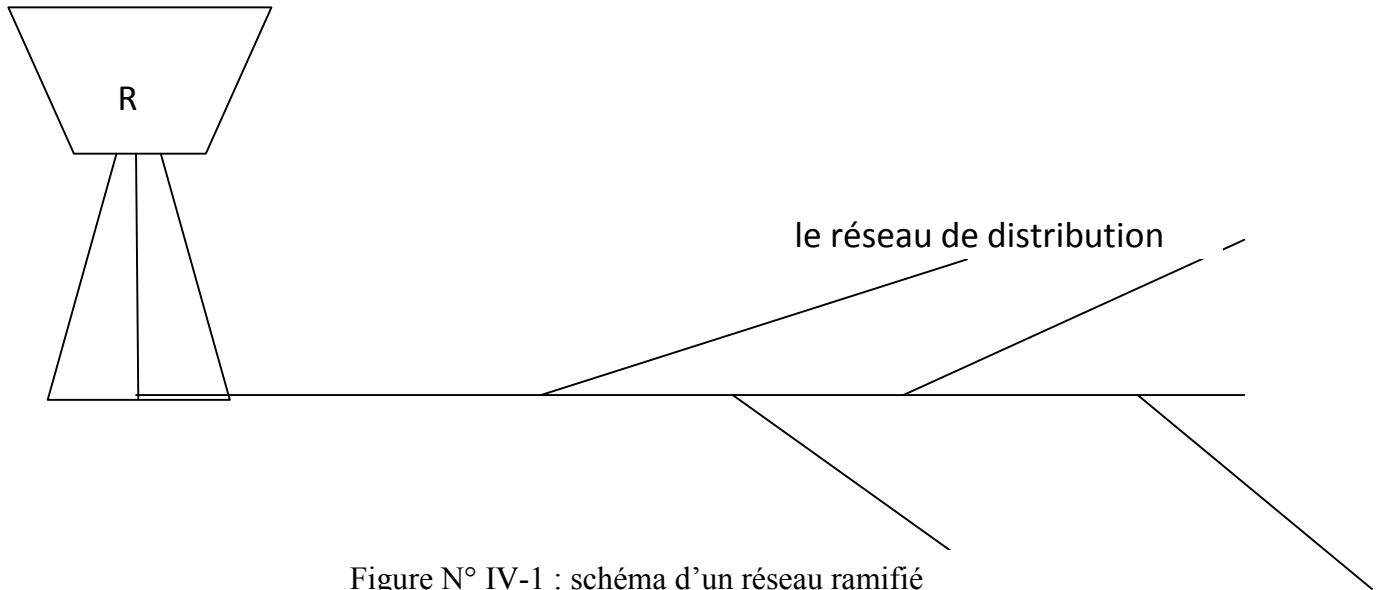 R
le réseau de distribution
Figure N° IV-1 : schéma d’un réseau ramifié